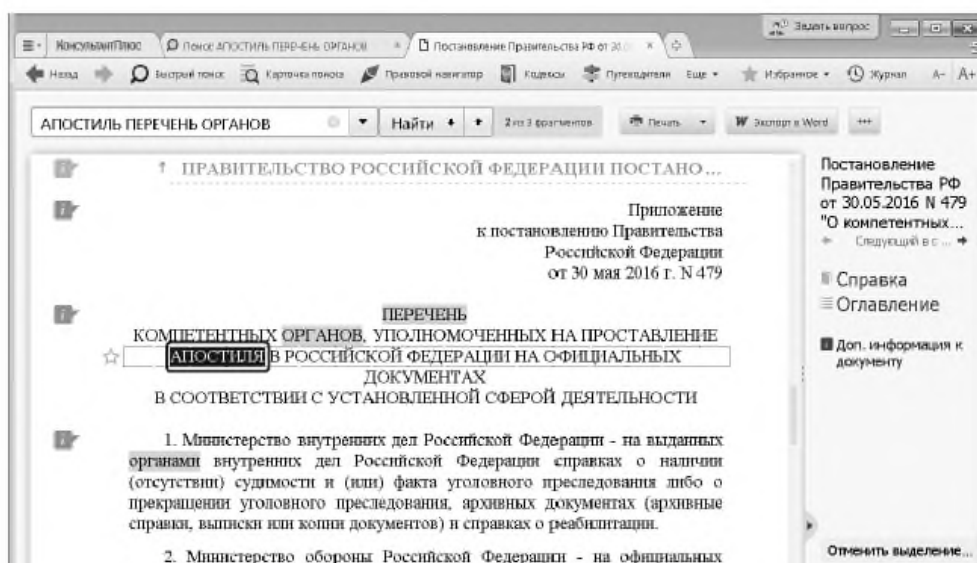 Задать вопрос
КонсультантПлюс Поиск: АПОСТИЛЬ ПЕРЕЧЕНЬ ОРГАНОВ Постановление Правительства РФ от 30.0
Назад Быстрый поиск Карточка поиска Правовой навигатор Кодексы Путеводители Еще Избранное Журнал A- A+
АПОСТИЛЬ ПЕРЕЧЕНЬ ОРГАНОВ Найти 2 из 3 фрагментов Печать Экспорт в Word
↑ ПРАВИТЕЛЬСТВО РОССИЙСКОЙ ФЕДЕРАЦИИ ПОСТАНО...
Приложение
к постановлению Правительства
Российской Федерации
от 30 мая 2016 г. N 479
ПЕРЕЧЕНЬ
КОМПЕТЕНТНЫХ ОРГАНОВ, УПОЛНОМОЧЕННЫХ НА ПРОСТАВЛЕНИЕ
АПОСТИЛЯ В РОССИЙСКОЙ ФЕДЕРАЦИИ НА ОФИЦИАЛЬНЫХ
ДОКУМЕНТАХ
В СООТВЕТСТВИИ С УСТАНОВЛЕННОЙ СФЕРОЙ ДЕЯТЕЛЬНОСТИ
1. Министерство внутренних дел Российской Федерации - на выданных
органами внутренних дел Российской Федерации справках о наличии
(отсутствии) судимости и (или) факта уголовного преследования либо о
прекращении уголовного преследования, архивных документах (архивные
справки, выписки или копии документов) и справках о реабилитации.
2. Министерство обороны Российской Федерации - на официальных
Постановление
Правительства РФ
от 30.05.2016 N 479
"О компетентных...
Следующий в с ...
Справка
Оглавление
Доп. информация к
документу
Отменить выделение...